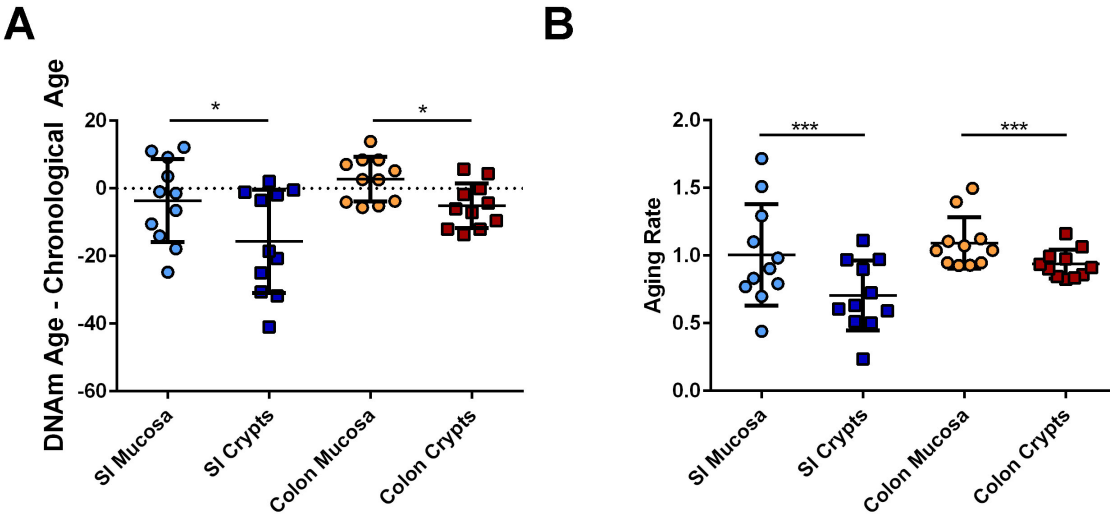 A
B
DNAm Age - Chronological Age
20
0
-20
-40
-60
*
*
SI Mucosa
SI Crypts
Colon Mucosa
Colon Crypts
Aging Rate
2.0
1.5
1.0
0.5
0.0
***
***
SI Mucosa
SI Crypts
Colon Mucosa
Colon Crypts